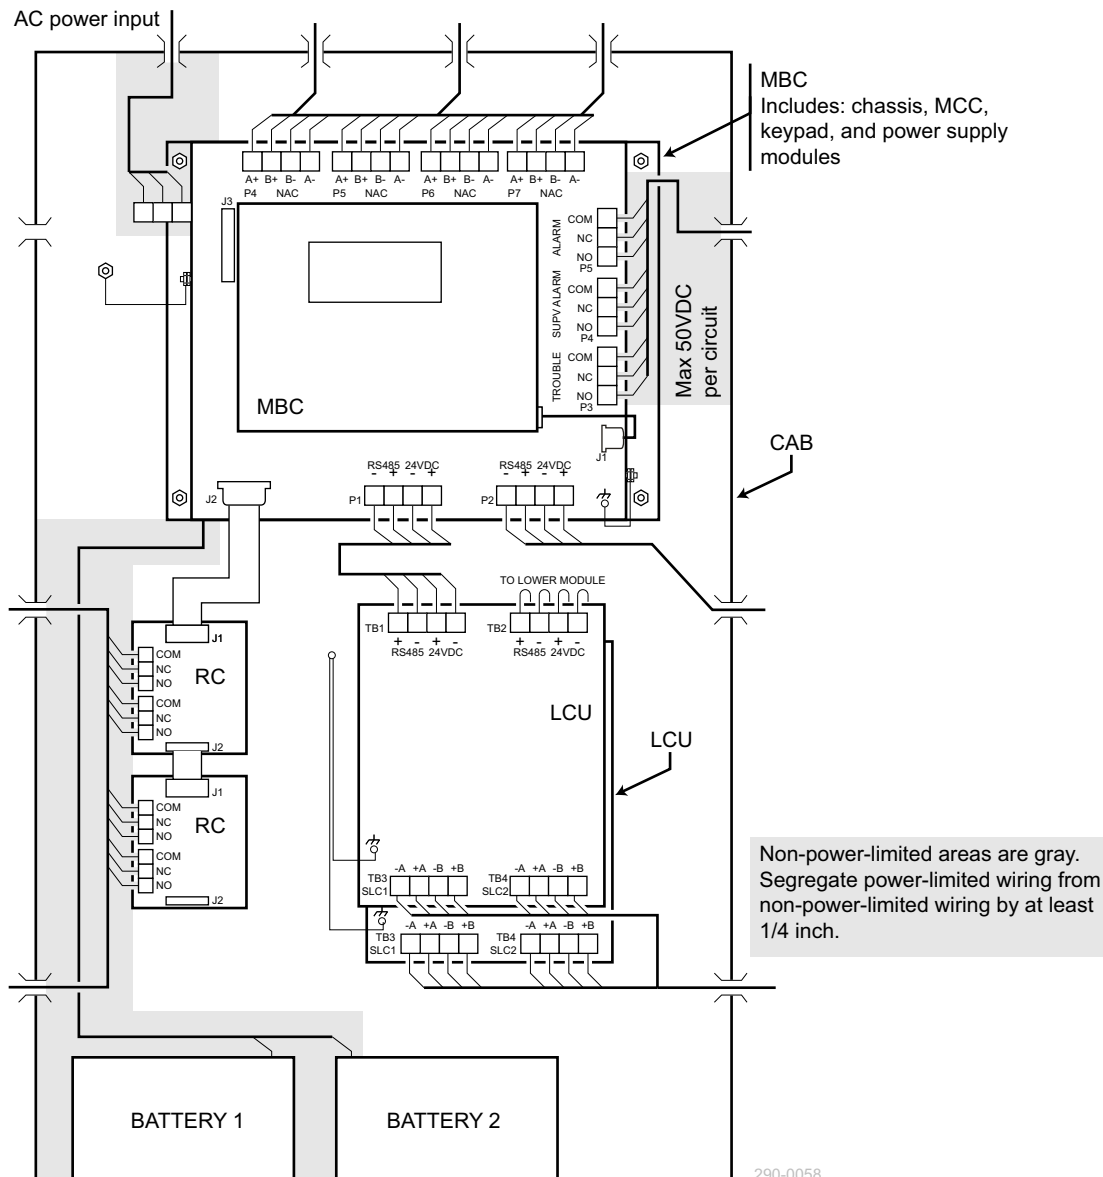 AC power input
MBC
Includes: chassis, MCC,
keypad, and power supply
modules
A+ B+ B- A- A+ B+ B- A- A+ B+ B- A- A+ B+ B- A-
P4 NAC P5 NAC P6 NAC P7 NAC
J3
ALARM
COM
NC
NO
P5
SUPV ALARM
COM
NC
NO
P4
TROUBLE
COM
NC
NO
P3
Max 50VDC
per circuit
MBC
J1
CAB
RS485 24VDC
- + - +
P1
RS485 24VDC
- + - +
P2
J2
TO LOWER MODULE
TB1
+ - + -
RS485 24VDC
TB2
+ - + -
RS485 24VDC
J1
COM
NC
NO
RC
COM
NC
NO
J2
LCU
LCU
J1
COM
NC
NO
RC
COM
NC
NO
J2
-A +A -B +B
TB3
SLC1
-A +A -B +B
TB4
SLC2
-A +A -B +B
TB3
SLC1
-A +A -B +B
TB4
SLC2
Non-power-limited areas are gray.
Segregate power-limited wiring from
non-power-limited wiring by at least
1/4 inch.
BATTERY 1
BATTERY 2
290-0058